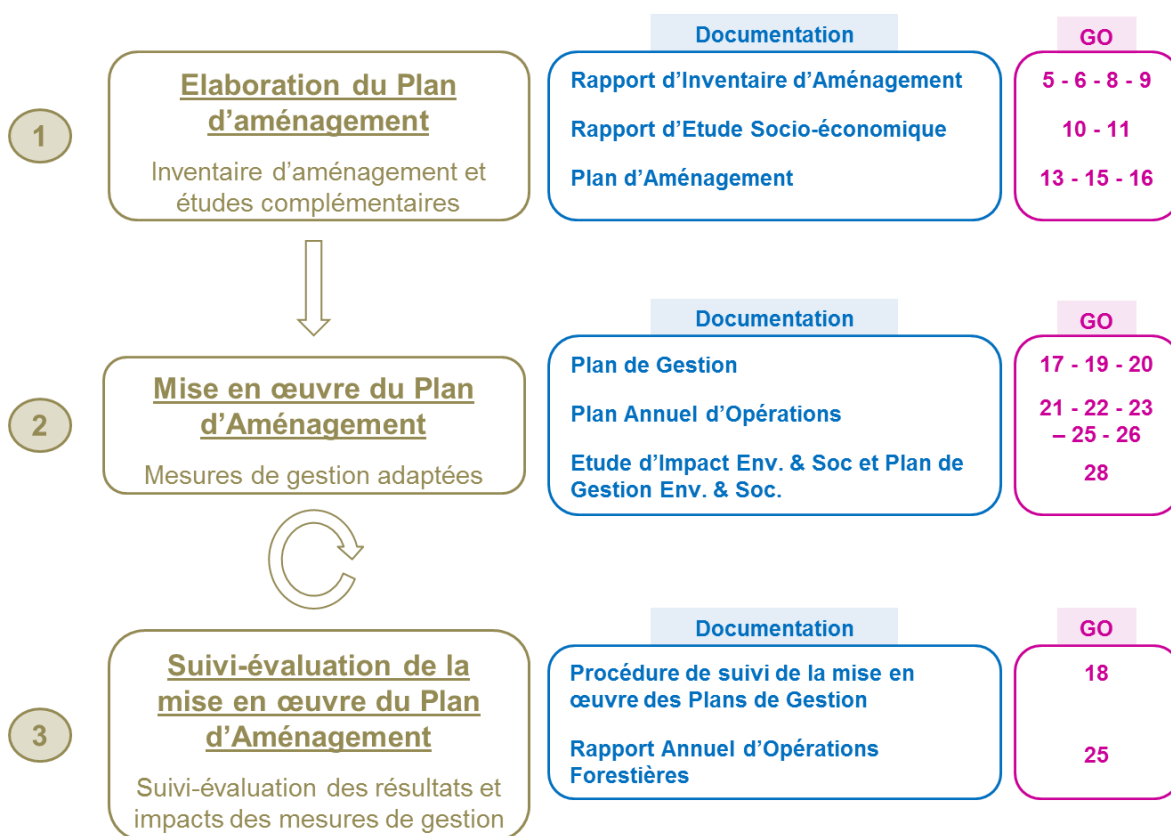 1
Elaboration du Plan
d’aménagement
Inventaire d’aménagement et
études complémentaires
Documentation
Rapport d’Inventaire d’Aménagement
Rapport d’Etude Socio-économique
Plan d’Aménagement
GO
5 - 6 - 8 - 9
10 - 11
13 - 15 - 16
2
Mise en œuvre du Plan
d’Aménagement
Mesures de gestion adaptées
Documentation
Plan de Gestion
Plan Annuel d’Opérations
Etude d’Impact Env. & Soc et Plan de
Gestion Env. & Soc.
GO
17 - 19 - 20
21 - 22 - 23
– 25 - 26
28
3
Suivi-évaluation de la
mise en œuvre du Plan
d’Aménagement
Suivi-évaluation des résultats et
impacts des mesures de gestion
Documentation
Procédure de suivi de la mise en
œuvre des Plans de Gestion
Rapport Annuel d’Opérations
Forestières
GO
18
25